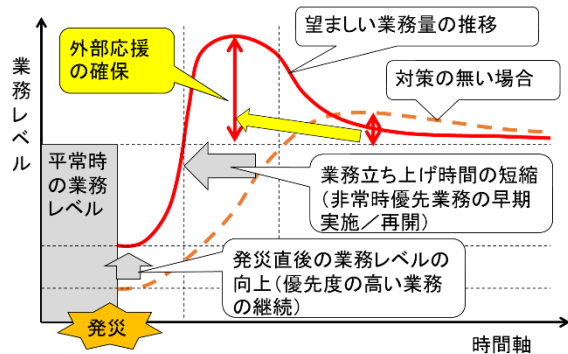 外部応援
の確保
望ましい業務量の推移
対策の無い場合
業務レベル
平常時
の業務
レベル
業務立ち上げ時間の短縮
(非常時優先業務の早期
実施／再開)
発災直後の業務レベルの
向上(優先度の高い業務
の継続)
発災
時間軸